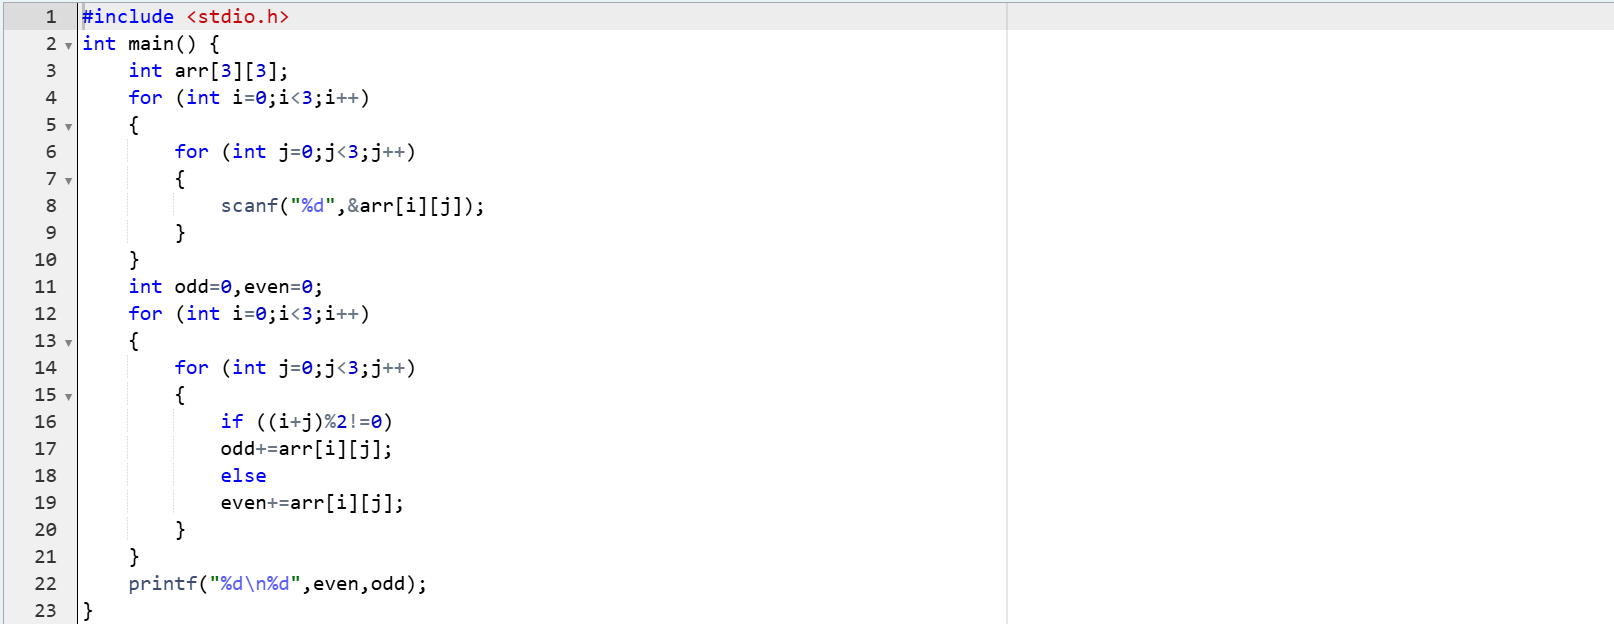 1 #include <stdio.h>
2 int main() {
3     int arr[3][3];
4     for (int i=0;i<3;i++)
5     {
6         for (int j=0;j<3;j++)
7         {
8             scanf("%d",&arr[i][j]);
9         }
10     }
11     int odd=0,even=0;
12     for (int i=0;i<3;i++)
13     {
14         for (int j=0;j<3;j++)
15         {
16             if ((i+j)%2!=0)
17             odd+=arr[i][j];
18             else
19             even+=arr[i][j];
20         }
21     }
22     printf("%d\n%d",even,odd);
23 }